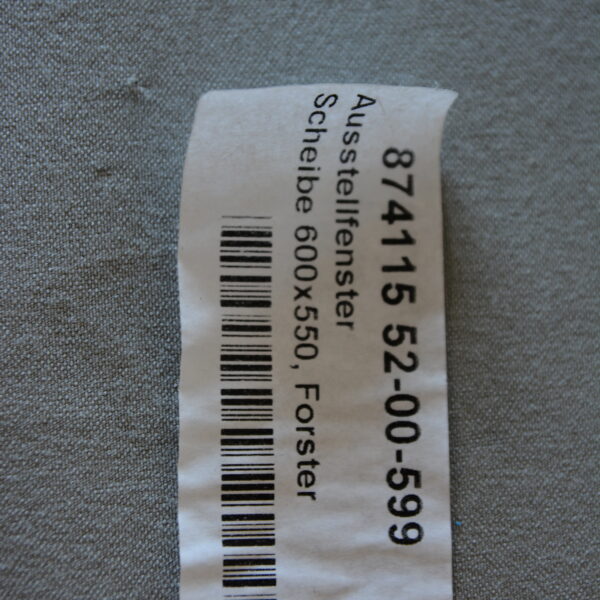 874115 52-00-599
Ausstellfenster
Scheibe 600x550, Forster